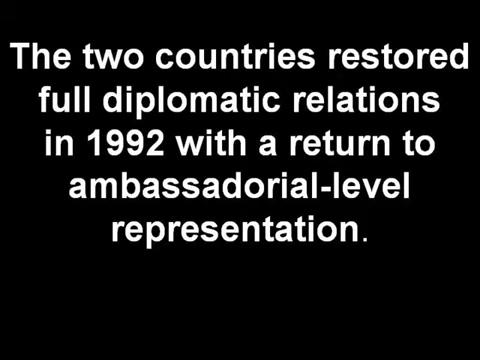 The two countries restored
full diplomatic relations
in 1992 with a return to
ambassadorial-level
representation.